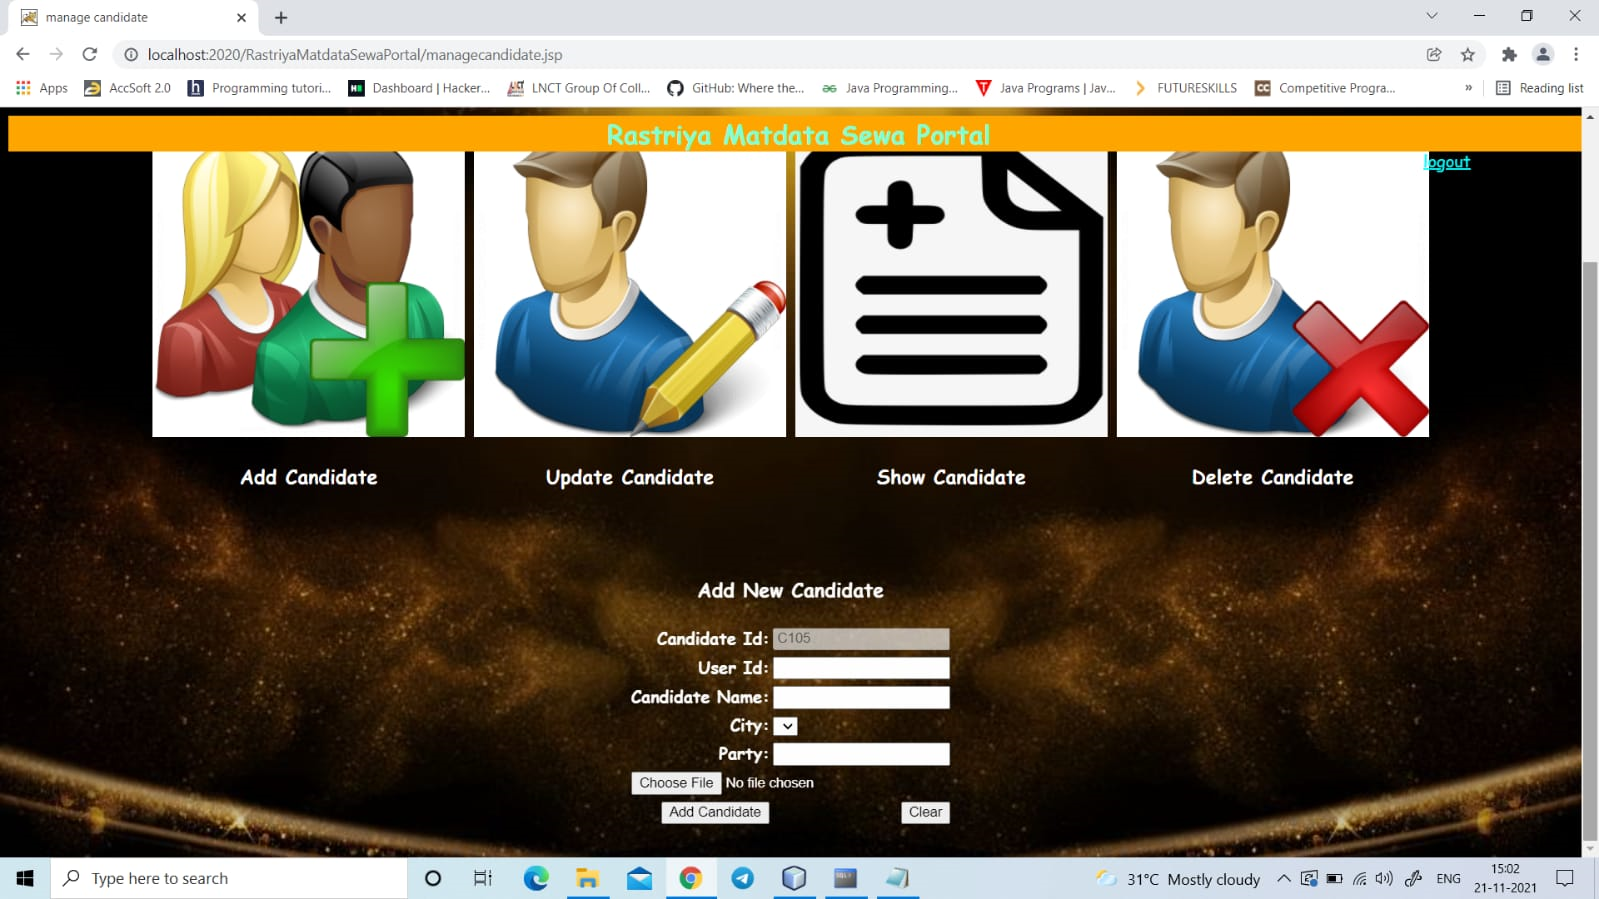 manage candidate
localhost:2020/RastriyaMatdataSewaPortal/managecandidate.jsp
Apps AccSoft 2.0 Programming tutori... Dashboard | Hacker... LNCT Group Of Coll... GitHub: Where the... Java Programming... Java Programs | Jav... FUTURESKILLS Competitive Progra... » Reading list
Rastriya Matdata Sewa Portal
logout
Add Candidate Update Candidate Show Candidate Delete Candidate
Add New Candidate
Candidate Id: C105
User Id:
Candidate Name:
City:
Party:
Choose File No file chosen
Add Candidate Clear
Type here to search
31°C Mostly cloudy
ENG
15:02
21-11-2021